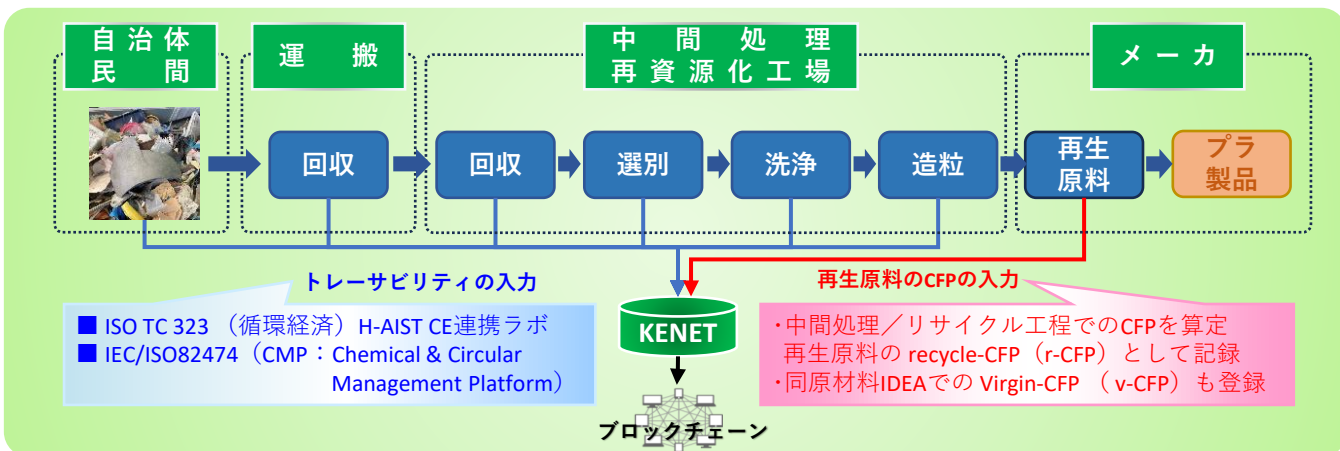 自治体
民間
運搬
中間処理
再資源化工場
メーカ
回収
回収
選別
洗浄
造粒
再生
原料
プラ
製品
トレーサビリティの入力
再生原料のCFPの入力
■ ISO TC 323 （循環経済）H-AIST CE連携ラボ
■ IEC/ISO82474（CMP：Chemical & Circular
Management Platform）
KENET
・中間処理／リサイクル工程でのCFPを算定
再生原料の recycle-CFP（r-CFP）として記録
・同原材料IDEAでの Virgin-CFP （ v-CFP）も登録
ブロックチェーン